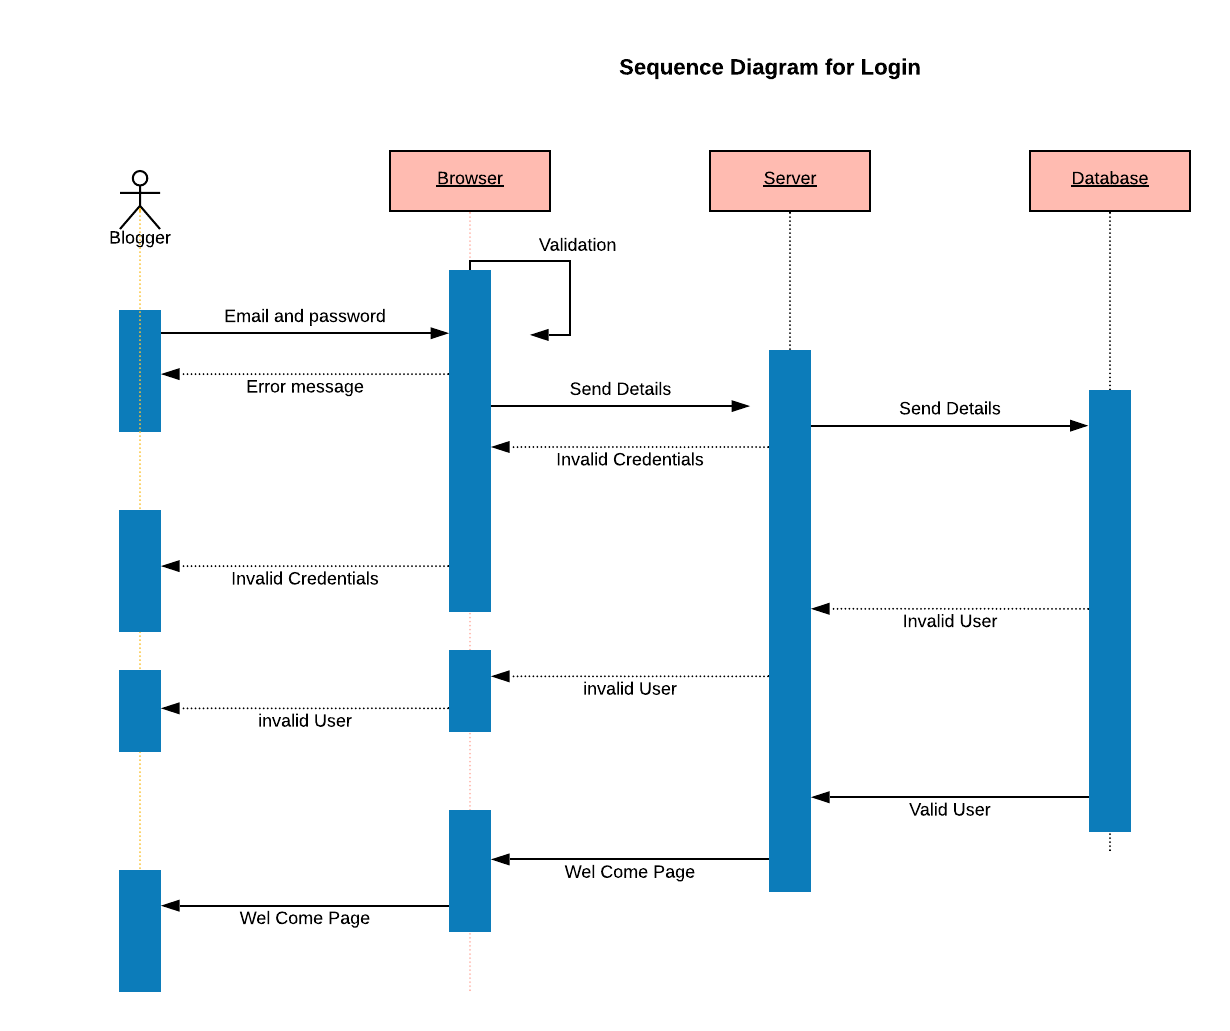 Sequence Diagram for Login
Browser
Server
Database
Blogger
Validation
Email and password
Error message
Send Details
Send Details
Invalid Credentials
Invalid Credentials
Invalid User
invalid User
invalid User
Valid User
Wel Come Page
Wel Come Page